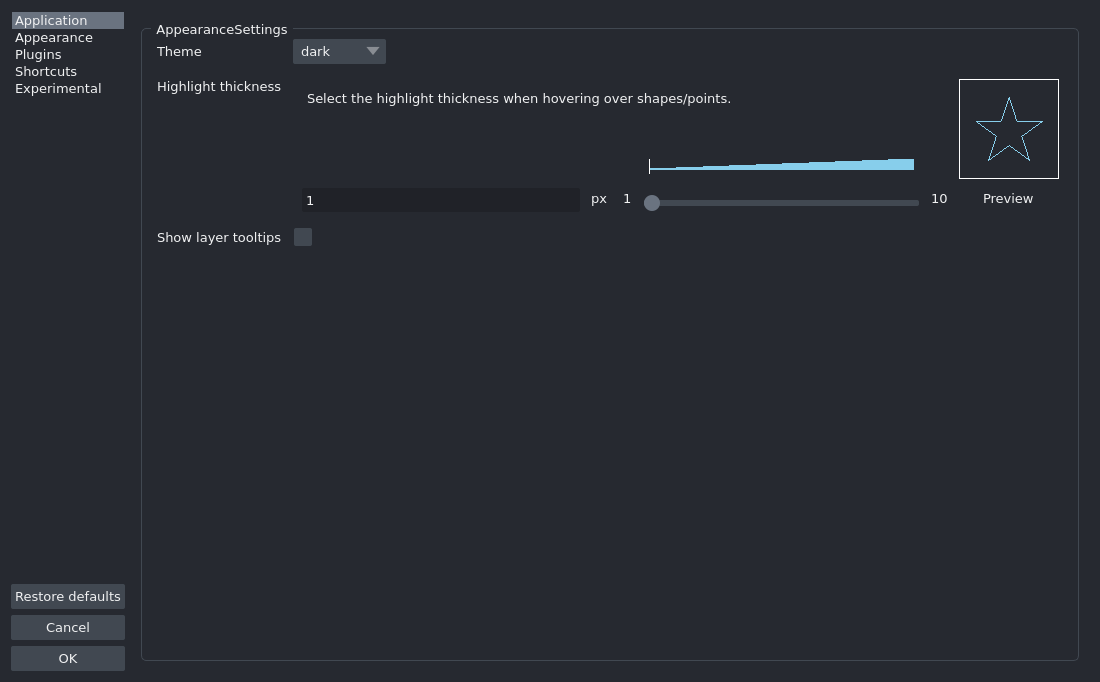 Application
Appearance
Plugins
Shortcuts
Experimental
AppearanceSettings
Theme dark
Highlight thickness
Select the highlight thickness when hovering over shapes/points.
1 px 1 10 Preview
Show layer tooltips
Restore defaults
Cancel
OK